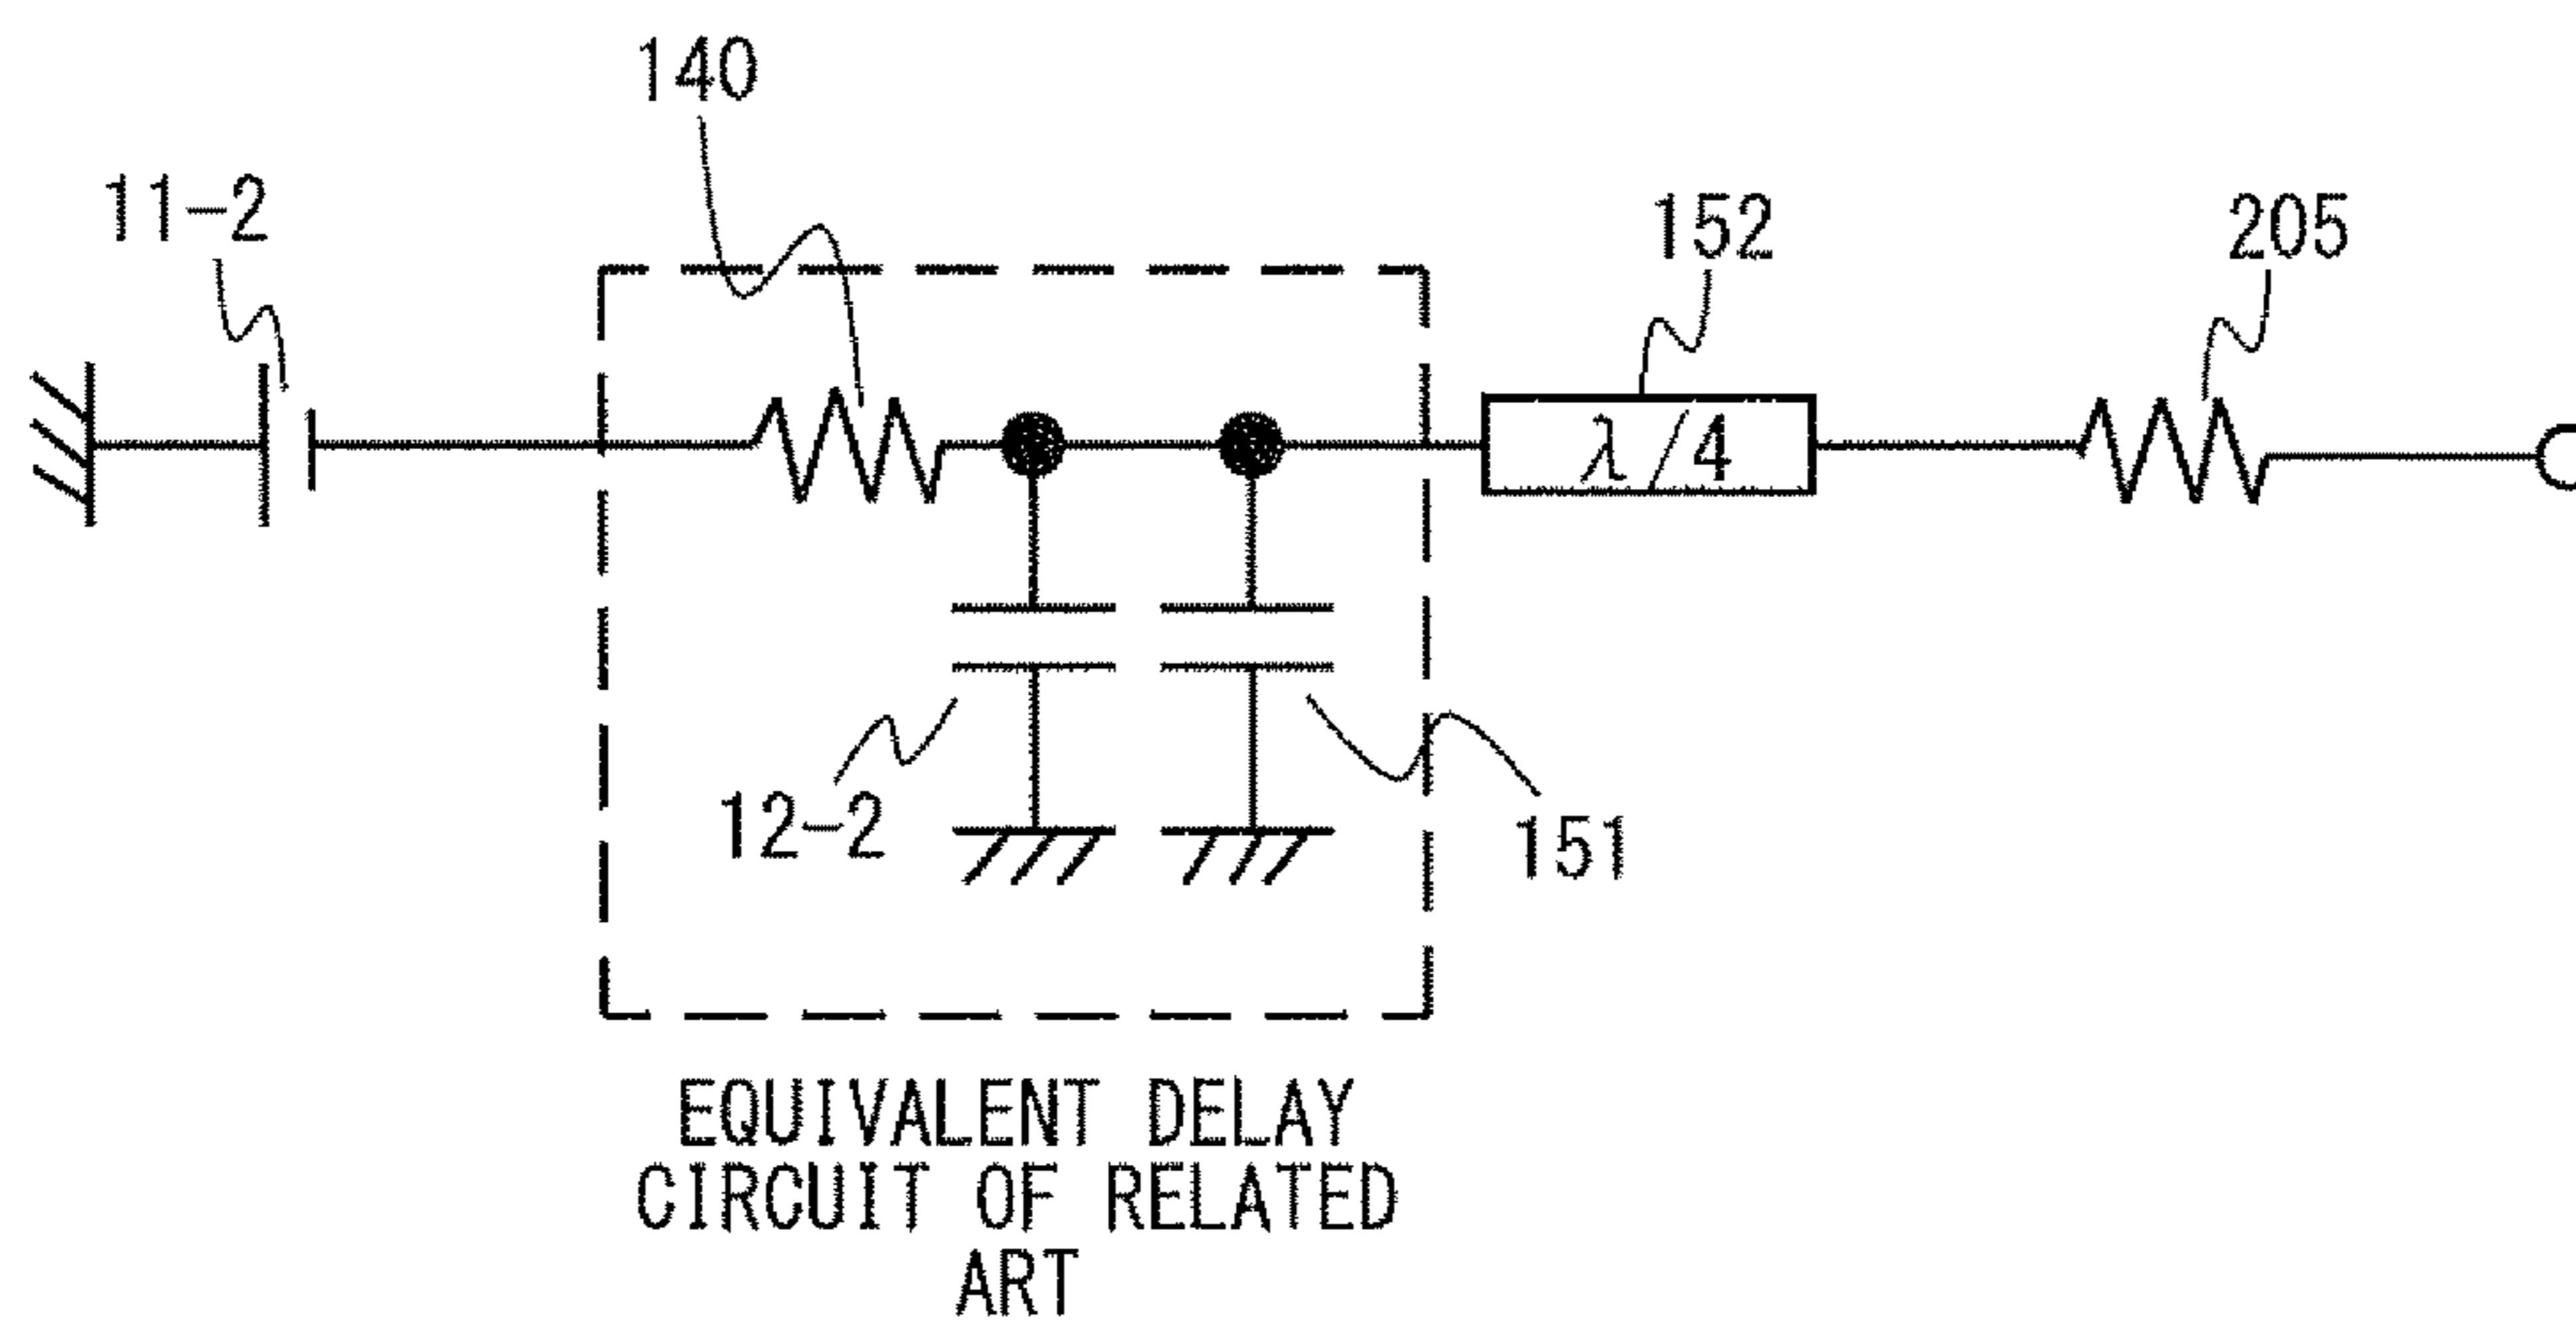 140
11-2
152
205
λ/4
12-2
151
EQUIVALENT DELAY
CIRCUIT OF RELATED
ART